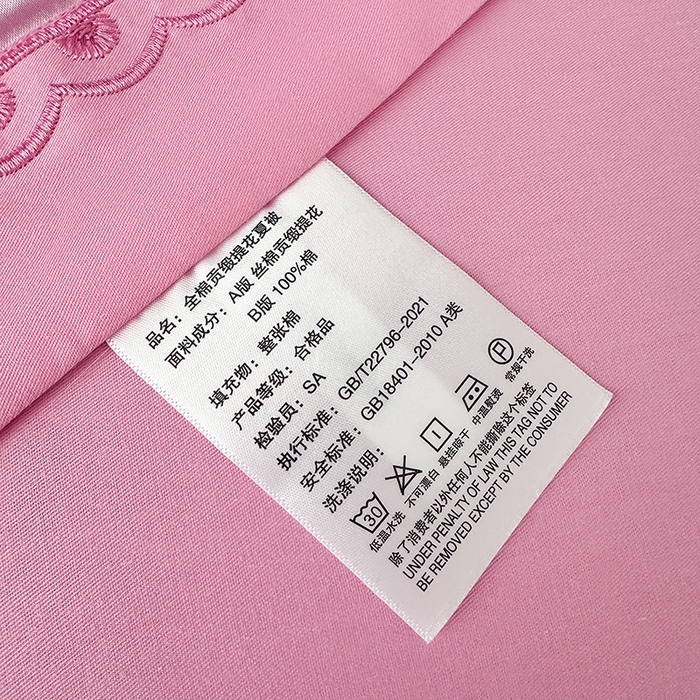 品名：全棉贡缎提花夏被
面料成分：A版 丝棉贡缎提花
B版 100%棉
填充物：整张棉
产品等级：合格品
检验员：SA
执行标准：GB/T22796-2021
安全标准：GB18401-2010 A类
洗涤说明：
30
P
低温水洗 不可漂白 悬挂晾干 中温熨烫 常规干洗
除了消费者以外任何人不能撕除这个标签
UNDER PENALTY OF LAW THIS TAG NOT TO
BE REMOVED EXCEPT BY THE CONSUMER